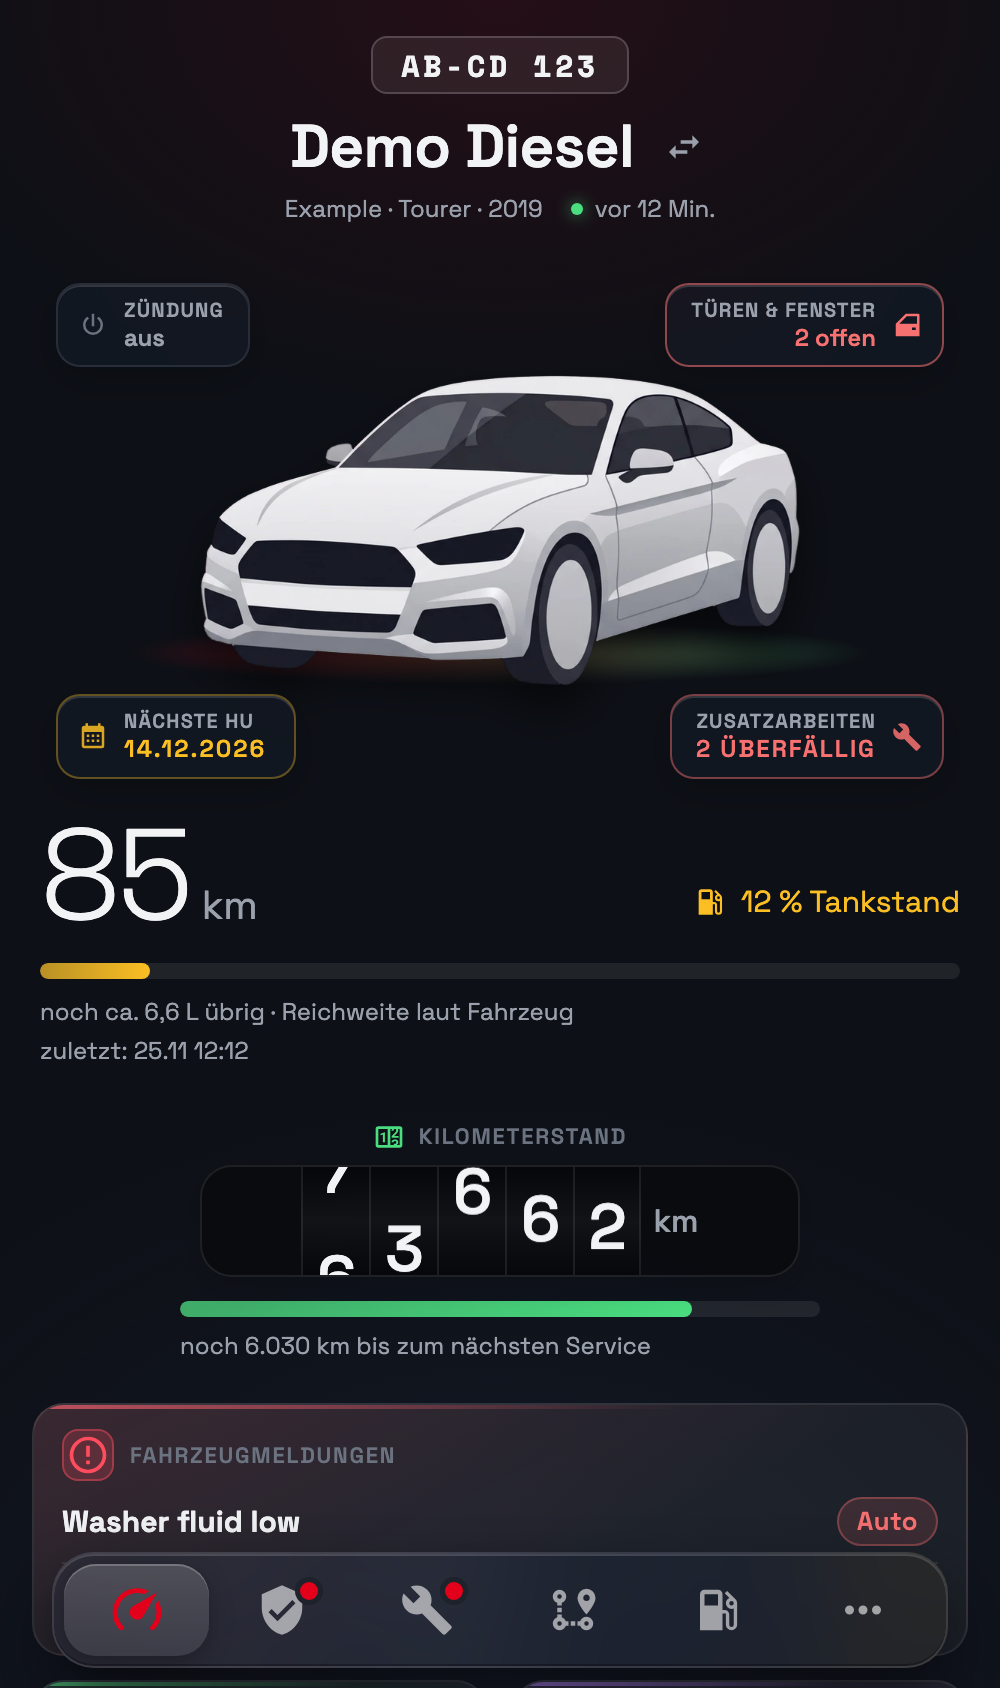 AB-CD 123
Demo Diesel
Example · Tourer · 2019 vor 12 Min.
ZÜNDUNG
aus
TÜREN & FENSTER
2 offen
NÄCHSTE HU
14.12.2026
ZUSATZARBEITEN
2 ÜBERFÄLLIG
85 km
12 % Tankstand
noch ca. 6,6 L übrig · Reichweite laut Fahrzeug
zuletzt: 25.11 12:12
KILOMETERSTAND
3 6 6 2 km
noch 6.030 km bis zum nächsten Service
FAHRZEUGMELDUNGEN
Washer fluid low
Auto